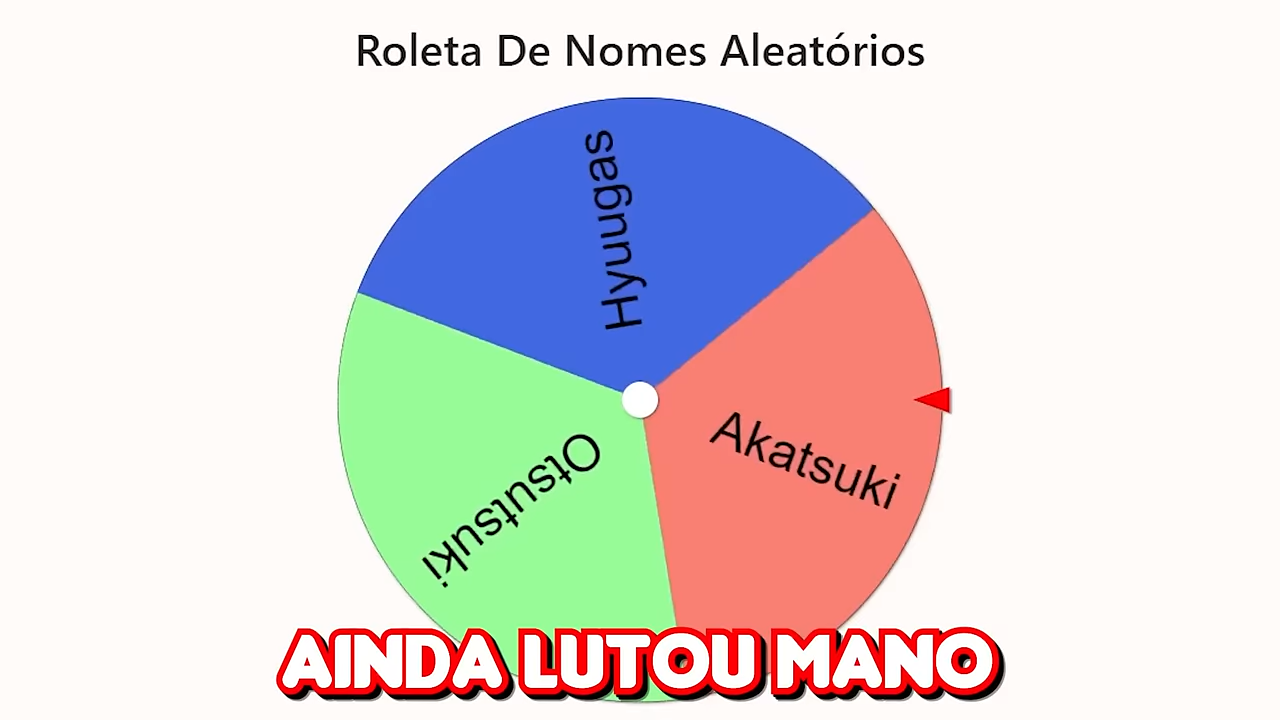 Roleta De Nomes Aleatórios
Hyuugas
Akatsuki
Otsutsuki
AINDA LUTOU MANO